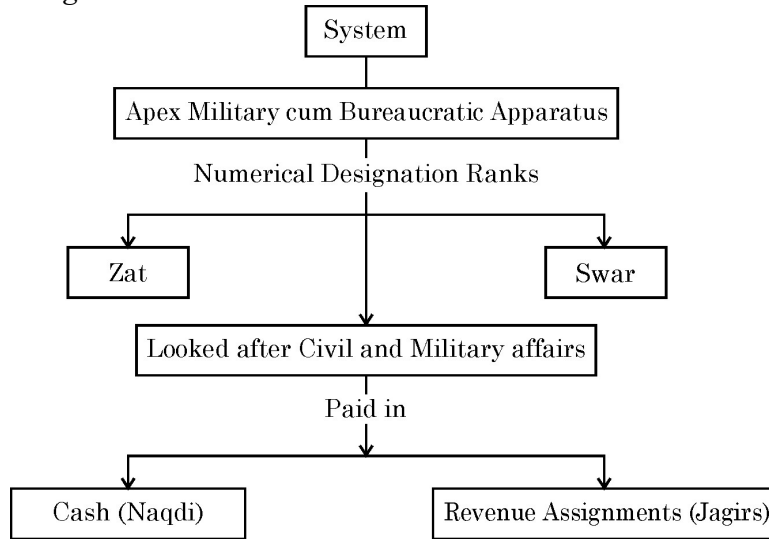 System
Apex Military cum Bureaucratic Apparatus
Numerical Designation Ranks
Zat
Swar
Looked after Civil and Military affairs
Paid in
Cash (Naqdi)
Revenue Assignments (Jagirs)